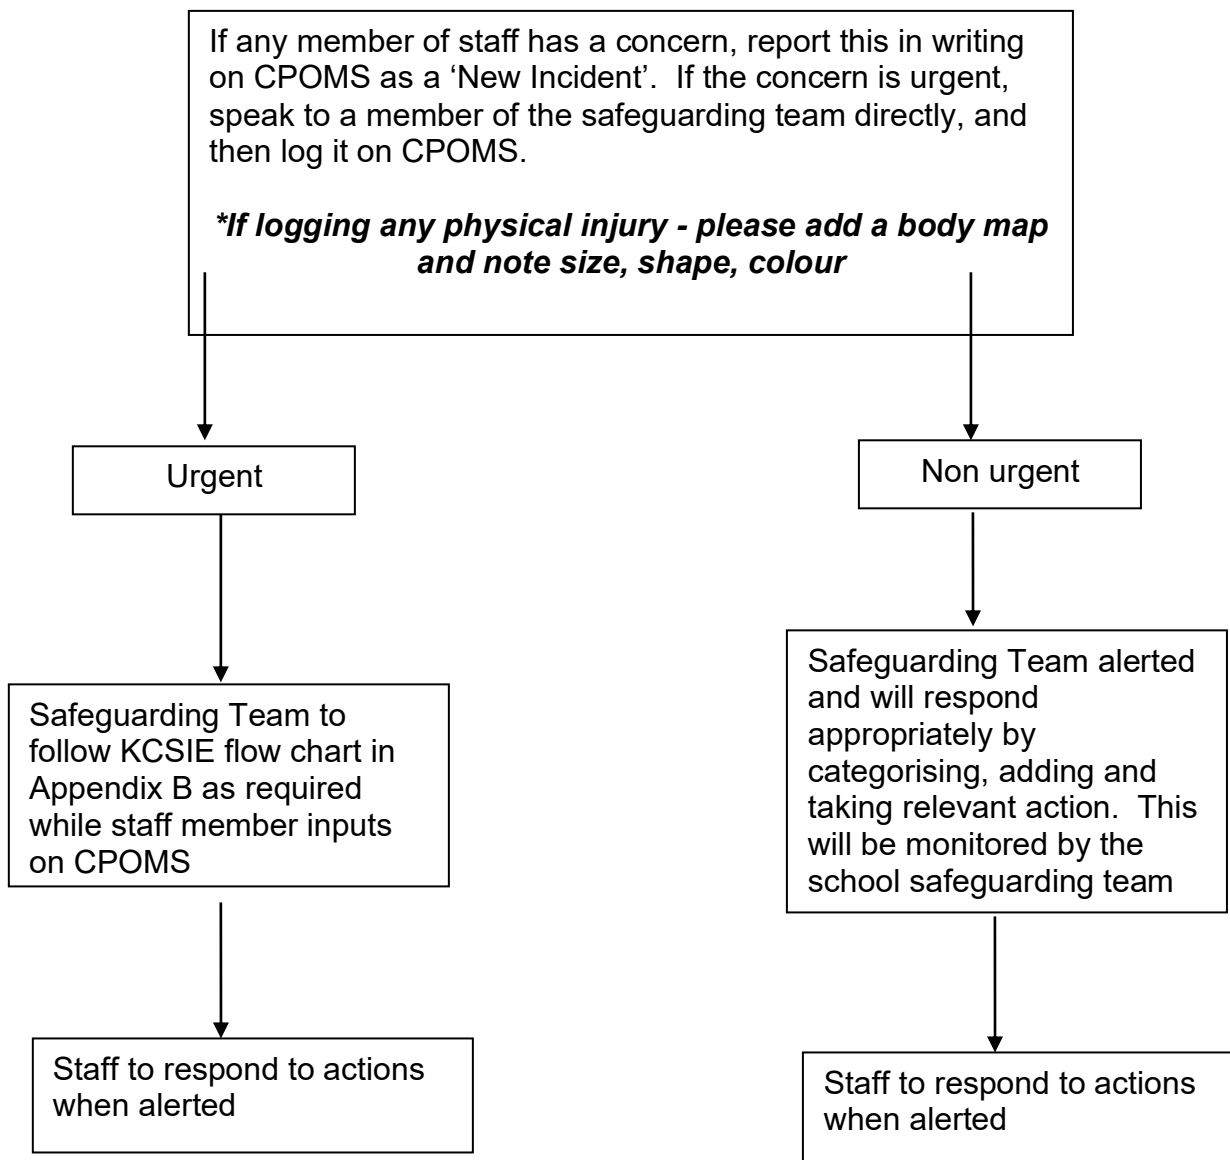 If any member of staff has a concern, report this in writing
on CPOMS as a ‘New Incident’.  If the concern is urgent,
speak to a member of the safeguarding team directly, and
then log it on CPOMS.
*If logging any physical injury - please add a body map
and note size, shape, colour
Urgent
Non urgent
Safeguarding Team to
follow KCSIE flow chart in
Appendix B as required
while staff member inputs
on CPOMS
Safeguarding Team alerted
and will respond
appropriately by
categorising, adding and
taking relevant action.  This
will be monitored by the
school safeguarding team
Staff to respond to actions
when alerted
Staff to respond to actions
when alerted